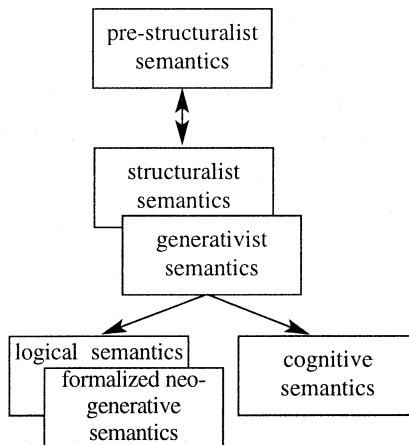 pre-structuralist
semantics
structuralist
semantics
generativist
semantics
logical semantics
formalized neo-
generative
semantics
cognitive
semantics